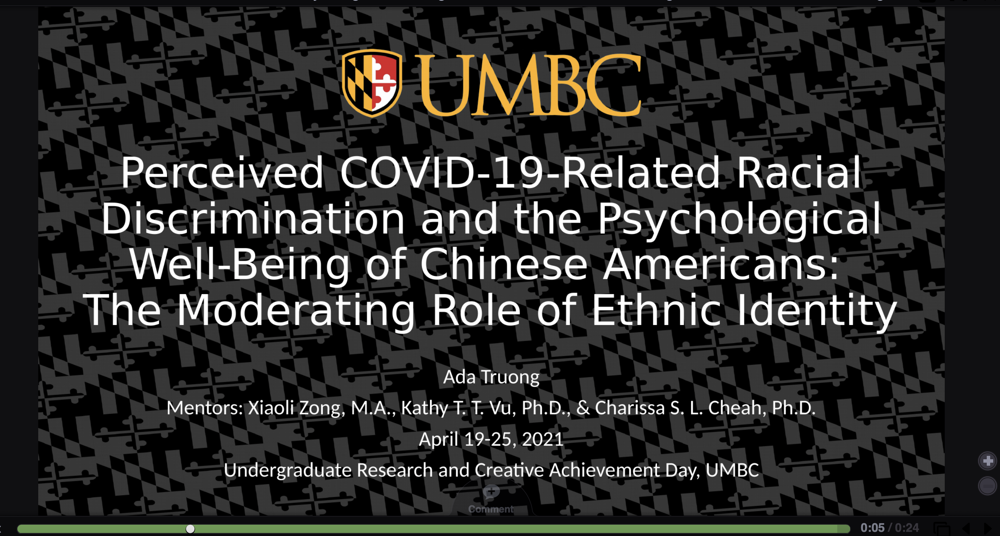 UMBC
Perceived COVID-19-Related Racial
Discrimination and the Psychological
Well-Being of Chinese Americans:
The Moderating Role of Ethnic Identity
Ada Truong
Mentors: Xiaoli Zong, M.A., Kathy T. T. Vu, Ph.D., & Charissa S. L. Cheah, Ph.D.
April 19-25, 2021
Undergraduate Research and Creative Achievement Day, UMBC
Comment
0:05 / 0:24